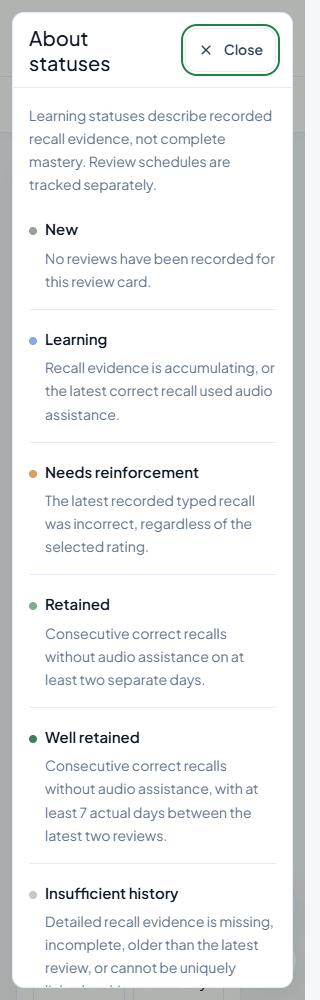 About
statuses
Close
Learning statuses describe recorded
recall evidence, not complete
mastery. Review schedules are
tracked separately.
New
No reviews have been recorded for
this review card.
Learning
Recall evidence is accumulating, or
the latest correct recall used audio
assistance.
Needs reinforcement
The latest recorded typed recall
was incorrect, regardless of the
selected rating.
Retained
Consecutive correct recalls
without audio assistance on at
least two separate days.
Well retained
Consecutive correct recalls
without audio assistance, with at
least 7 actual days between the
latest two reviews.
Insufficient history
Detailed recall evidence is missing,
incomplete, older than the latest
review, or cannot be uniquely